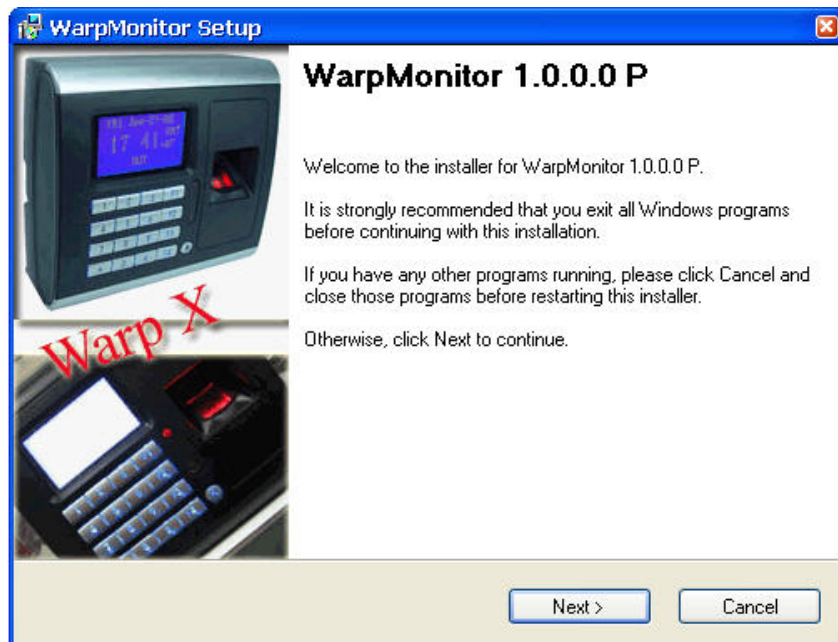 WarpMonitor Setup
WarpMonitor 1.0.0.0 P
Welcome to the installer for WarpMonitor 1.0.0.0 P.
It is strongly recommended that you exit all Windows programs
before continuing with this installation.
If you have any other programs running, please click Cancel and
close those programs before restarting this installer.
Otherwise, click Next to continue.
17 41
OUT
Warp X
Next >
Cancel